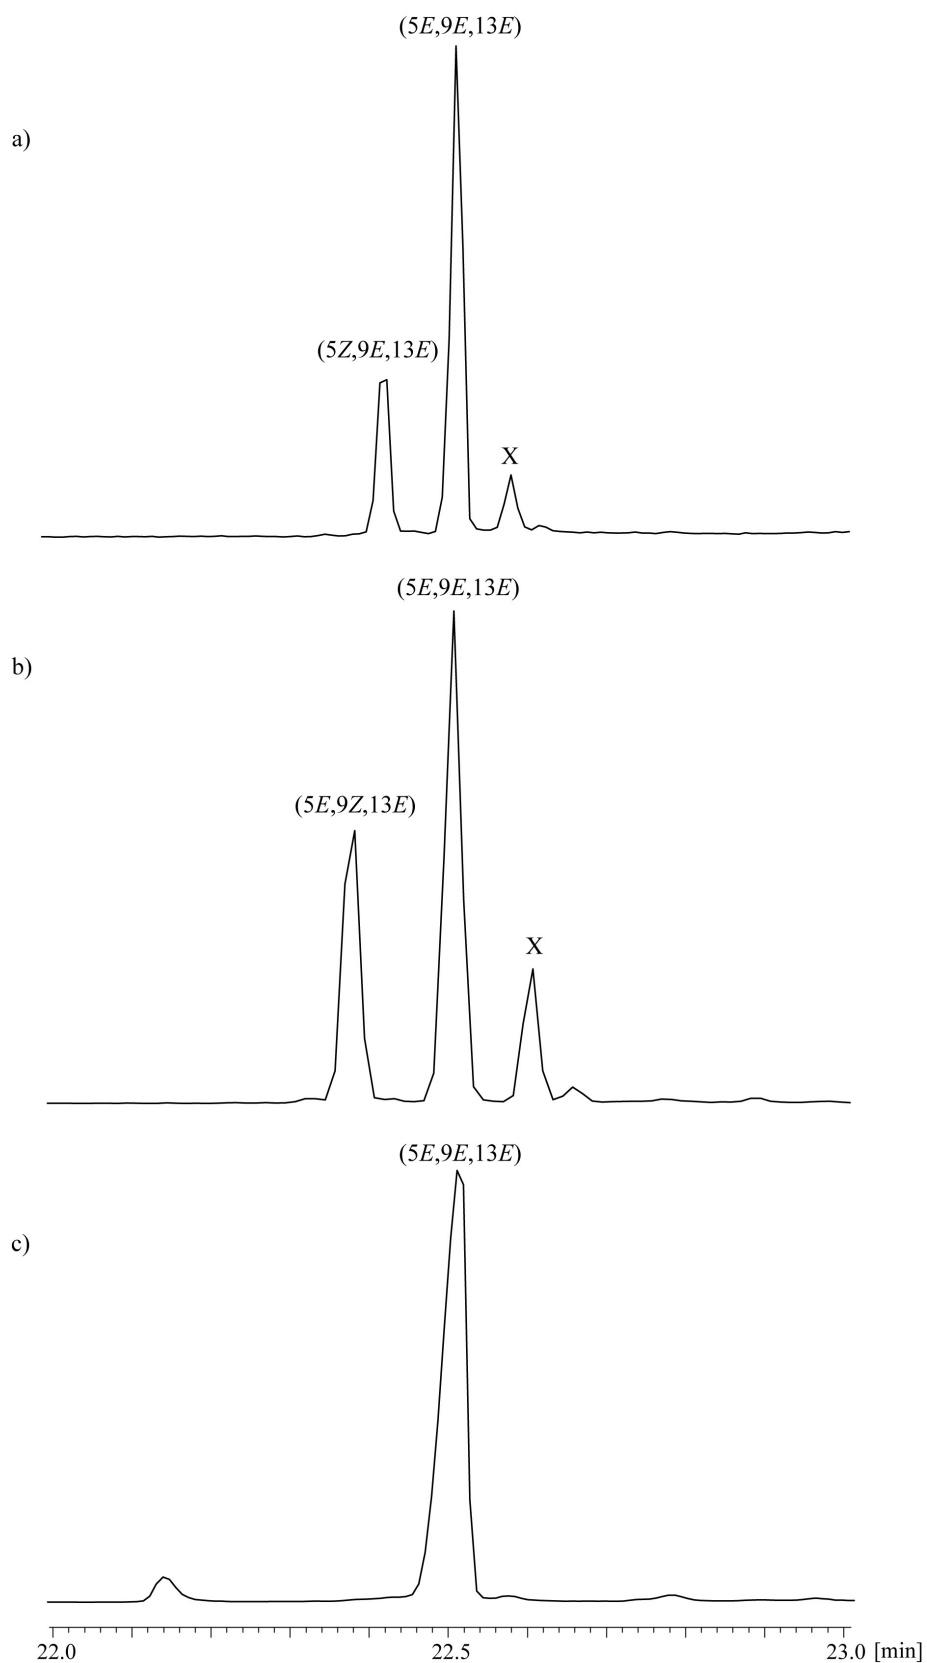 (5E,9E,13E)
a)
(5Z,9E,13E)
X
(5E,9E,13E)
b)
(5E,9Z,13E)
X
(5E,9E,13E)
c)
22.0 22.5 23.0 [min]